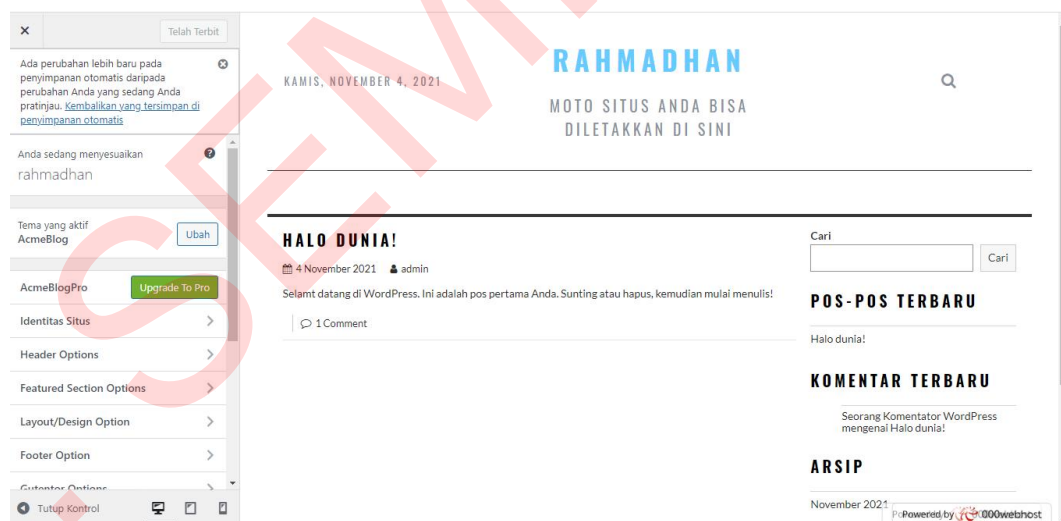 Telah Terbit
Ada perubahan lebih baru pada
penyimpanan otomatis daripada
perubahan Anda yang sedang Anda
pratinjau. Kembalikan yang tersimpan di
penyimpanan otomatis
Anda sedang menyesuaikan
rahmadhan
Tema yang aktif
AcmeBlog
Ubah
AcmeBlogPro
Upgrade To Pro
Identitas Situs
Header Options
Featured Section Options
Layout/Design Option
Footer Option
Gutentor Options
Tutup Kontrol
KAMIS, NOVEMBER 4, 2021
RAHMADHAN
MOTO SITUS ANDA BISA
DILETAKKAN DI SINI
HALO DUNIA!
4 November 2021 admin
Selamt datang di WordPress. Ini adalah pos pertama Anda. Sunting atau hapus, kemudian mulai menulis!
1 Comment
Cari
Cari
POS-POS TERBARU
Halo dunia!
KOMENTAR TERBARU
Seorang Komentator WordPress
mengenai Halo dunia!
ARSIP
November 2021
Powered by 000webhost
SEM